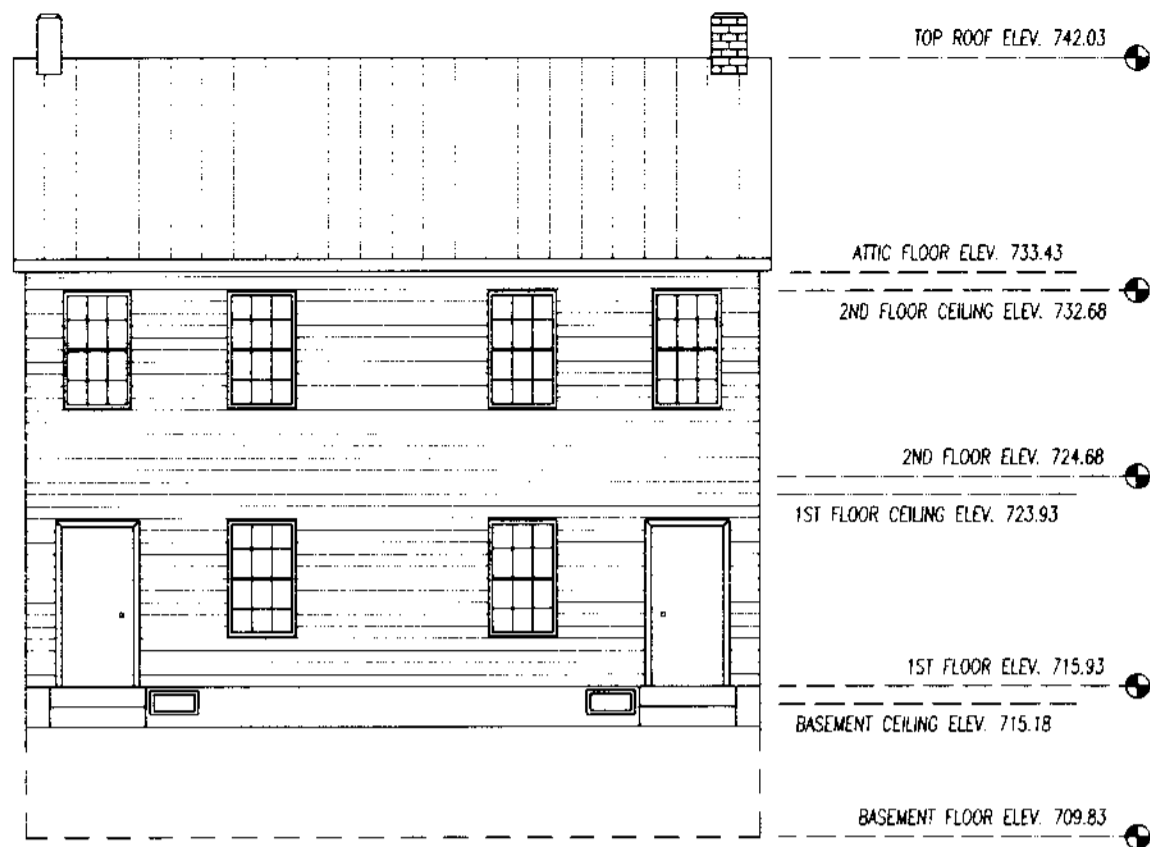 TOP ROOF ELEV. 742.03
ATTIC FLOOR ELEV. 733.43
2ND FLOOR CEILING ELEV. 732.68
2ND FLOOR ELEV. 724.68
1ST FLOOR CEILING ELEV. 723.93
1ST FLOOR ELEV. 715.93
BASEMENT CEILING ELEV. 715.18
BASEMENT FLOOR ELEV. 709.83